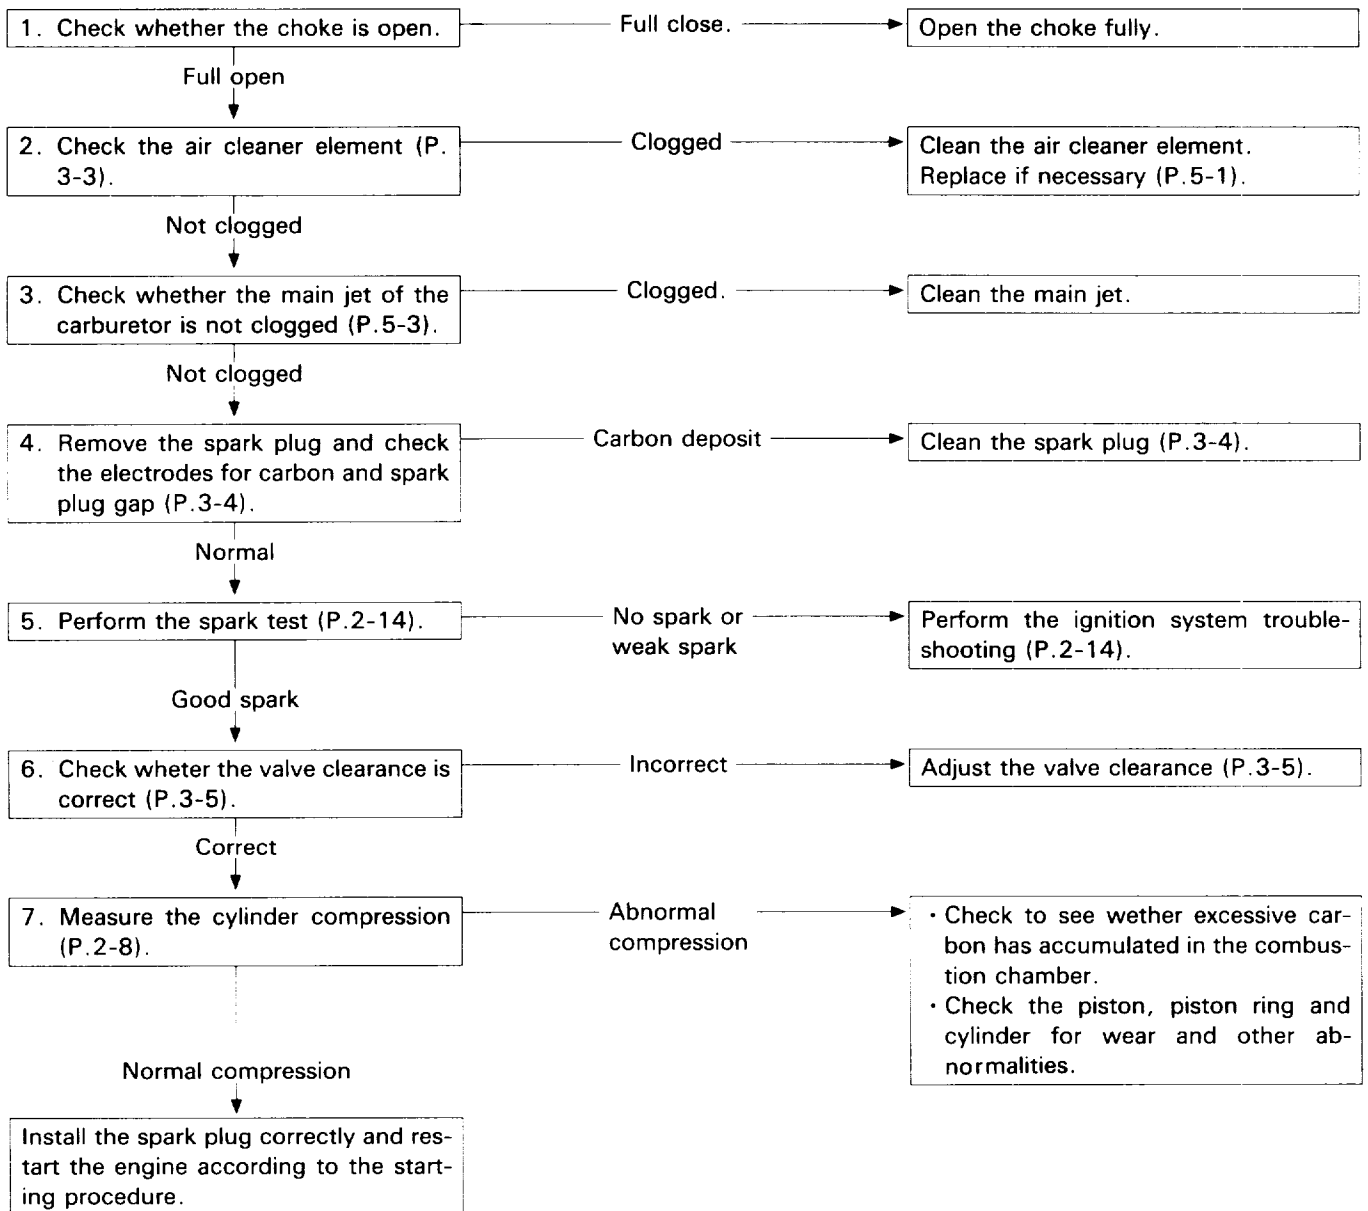 1. Check whether the choke is open.
Full close.
Open the choke fully.
Full open
2. Check the air cleaner element (P.
3-3).
Clogged
Clean the air cleaner element.
Replace if necessary (P.5-1).
Not clogged
3. Check whether the main jet of the
carburetor is not clogged (P.5-3).
Clogged.
Clean the main jet.
Not clogged
4. Remove the spark plug and check
the electrodes for carbon and spark
plug gap (P.3-4).
Carbon deposit
Clean the spark plug (P.3-4).
Normal
5. Perform the spark test (P.2-14).
No spark or
weak spark
Perform the ignition system trouble-
shooting (P.2-14).
Good spark
6. Check wheter the valve clearance is
correct (P.3-5).
Incorrect
Adjust the valve clearance (P.3-5).
Correct
7. Measure the cylinder compression
(P.2-8).
Abnormal
compression
· Check to see wether excessive car-
bon has accumulated in the combus-
tion chamber.
· Check the piston, piston ring and
cylinder for wear and other ab-
normalities.
Normal compression
Install the spark plug correctly and res-
tart the engine according to the start-
ing procedure.